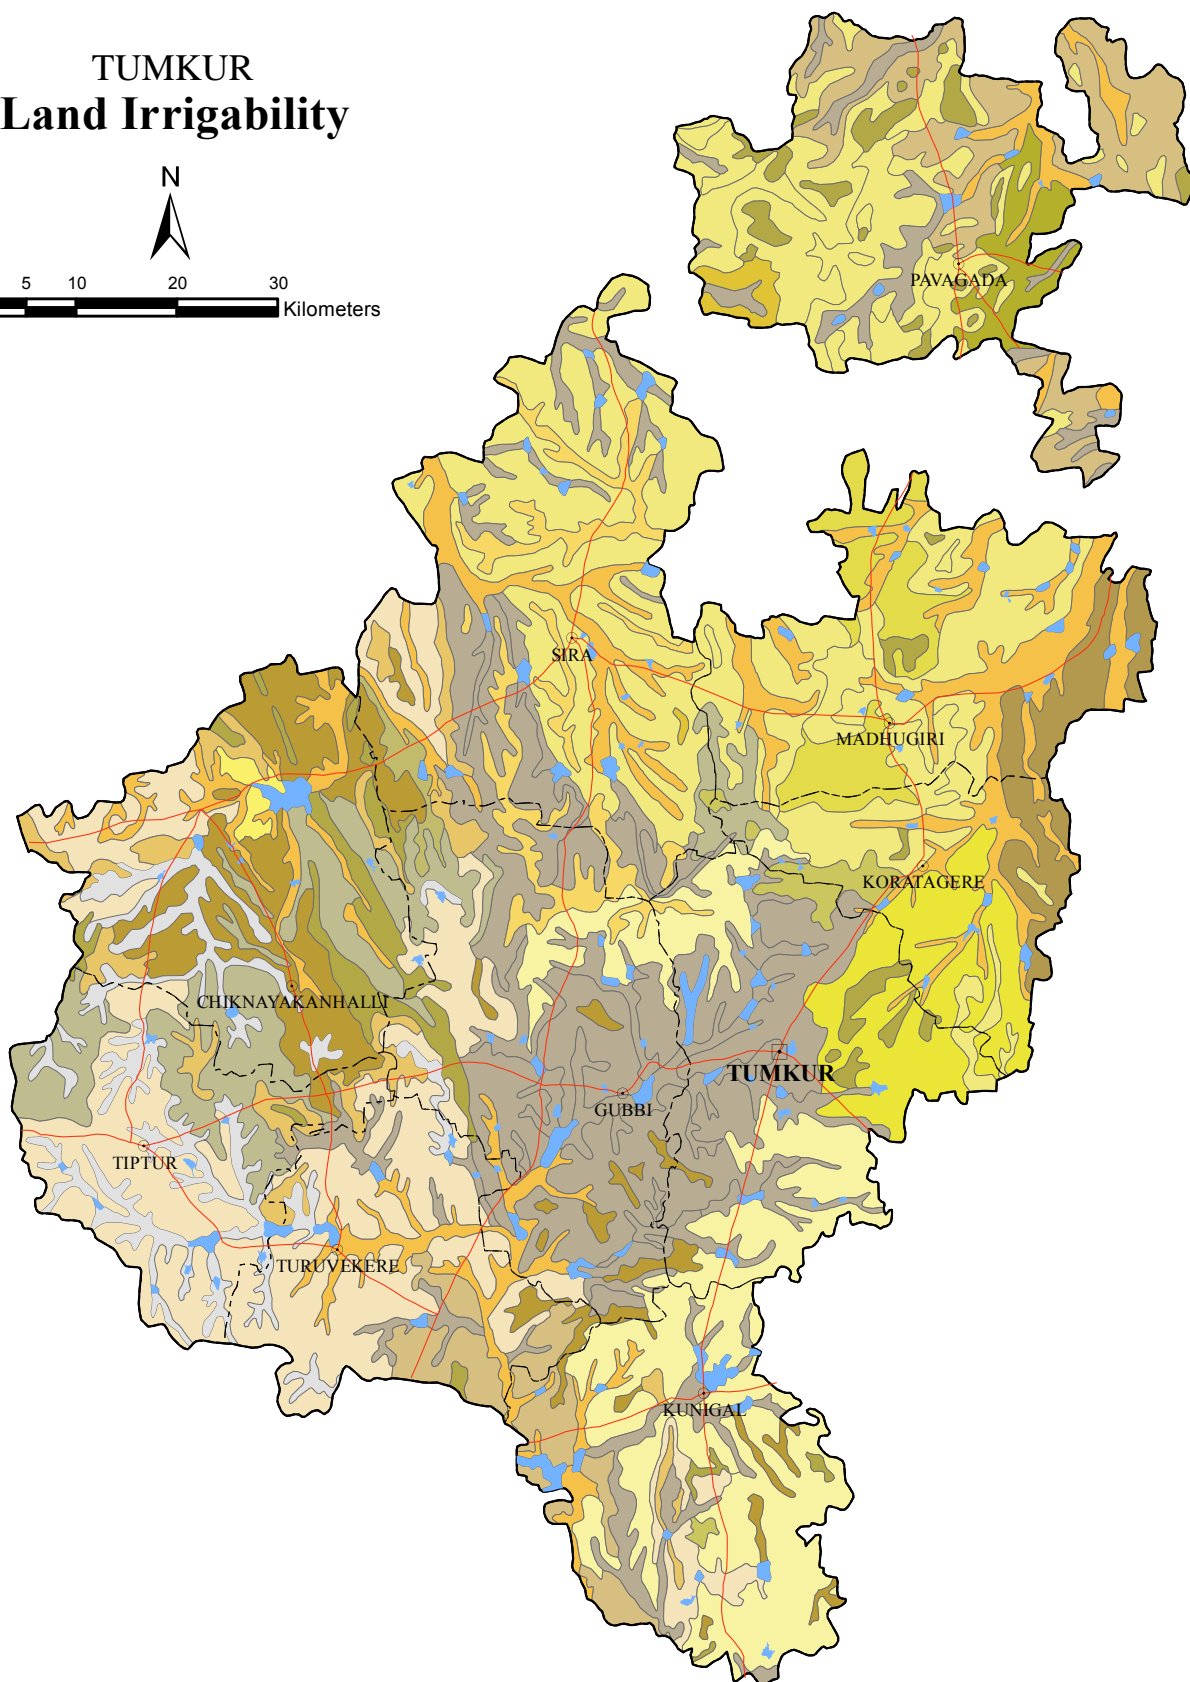 TUMKUR
Land Irrigability
N
5 10 20 30
Kilometers
PAVAGADA
SIRA
MADHUGIRI
KORATAGERE
CHIKNAYAKANHALLI
TUMKUR
GUBBI
TIPTUR
TURUVEKERE
KUNIGAL